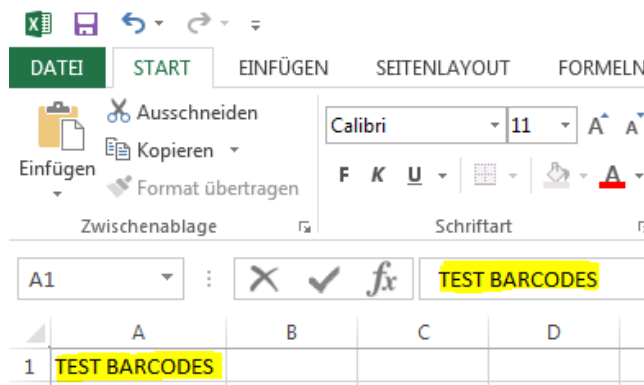 DATEI START EINFÜGEN SEITENLAYOUT FORMELN
Ausschneiden
Kopieren
Format übertragen
Einfügen
Zwischenablage
Calibri 11
F K U
Schriftart
A1 fx TEST BARCODES
A B C D
1 TEST BARCODES